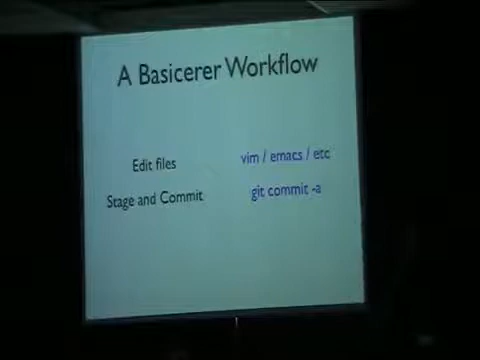 A Basicerer Workflow
Edit files vim / emacs / etc
Stage and Commit git commit -a